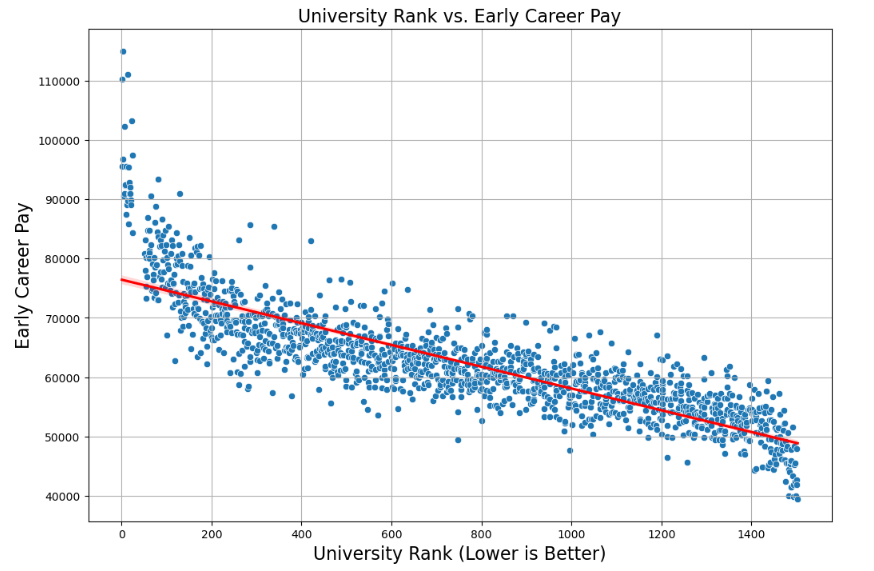 University Rank vs. Early Career Pay
110000
100000
90000
80000
70000
60000
50000
40000
Early Career Pay
0 200 400 600 800 1000 1200 1400
University Rank (Lower is Better)